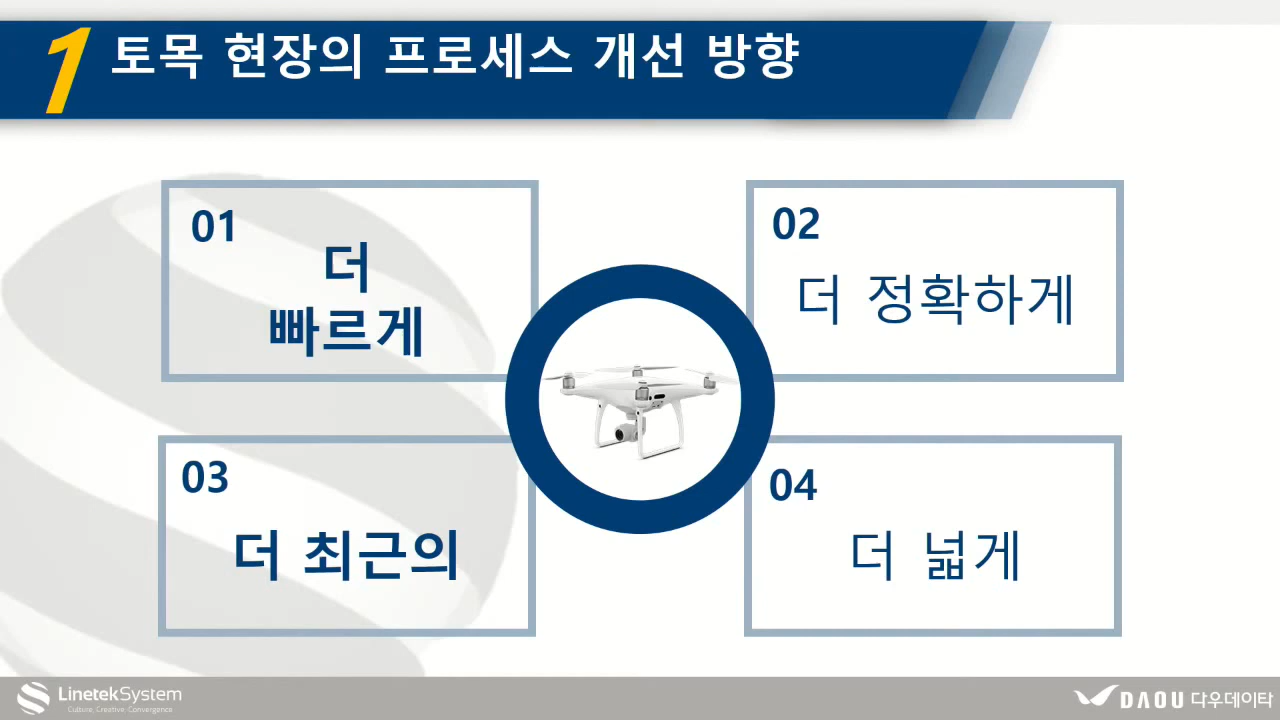 1 토목 현장의 프로세스 개선 방향
01
더
빠르게
02
더 정확하게
03
더 최근의
04
더 넓게
LinetekSystem
Culture, Creative, Convergence
DAOU 다우데이타